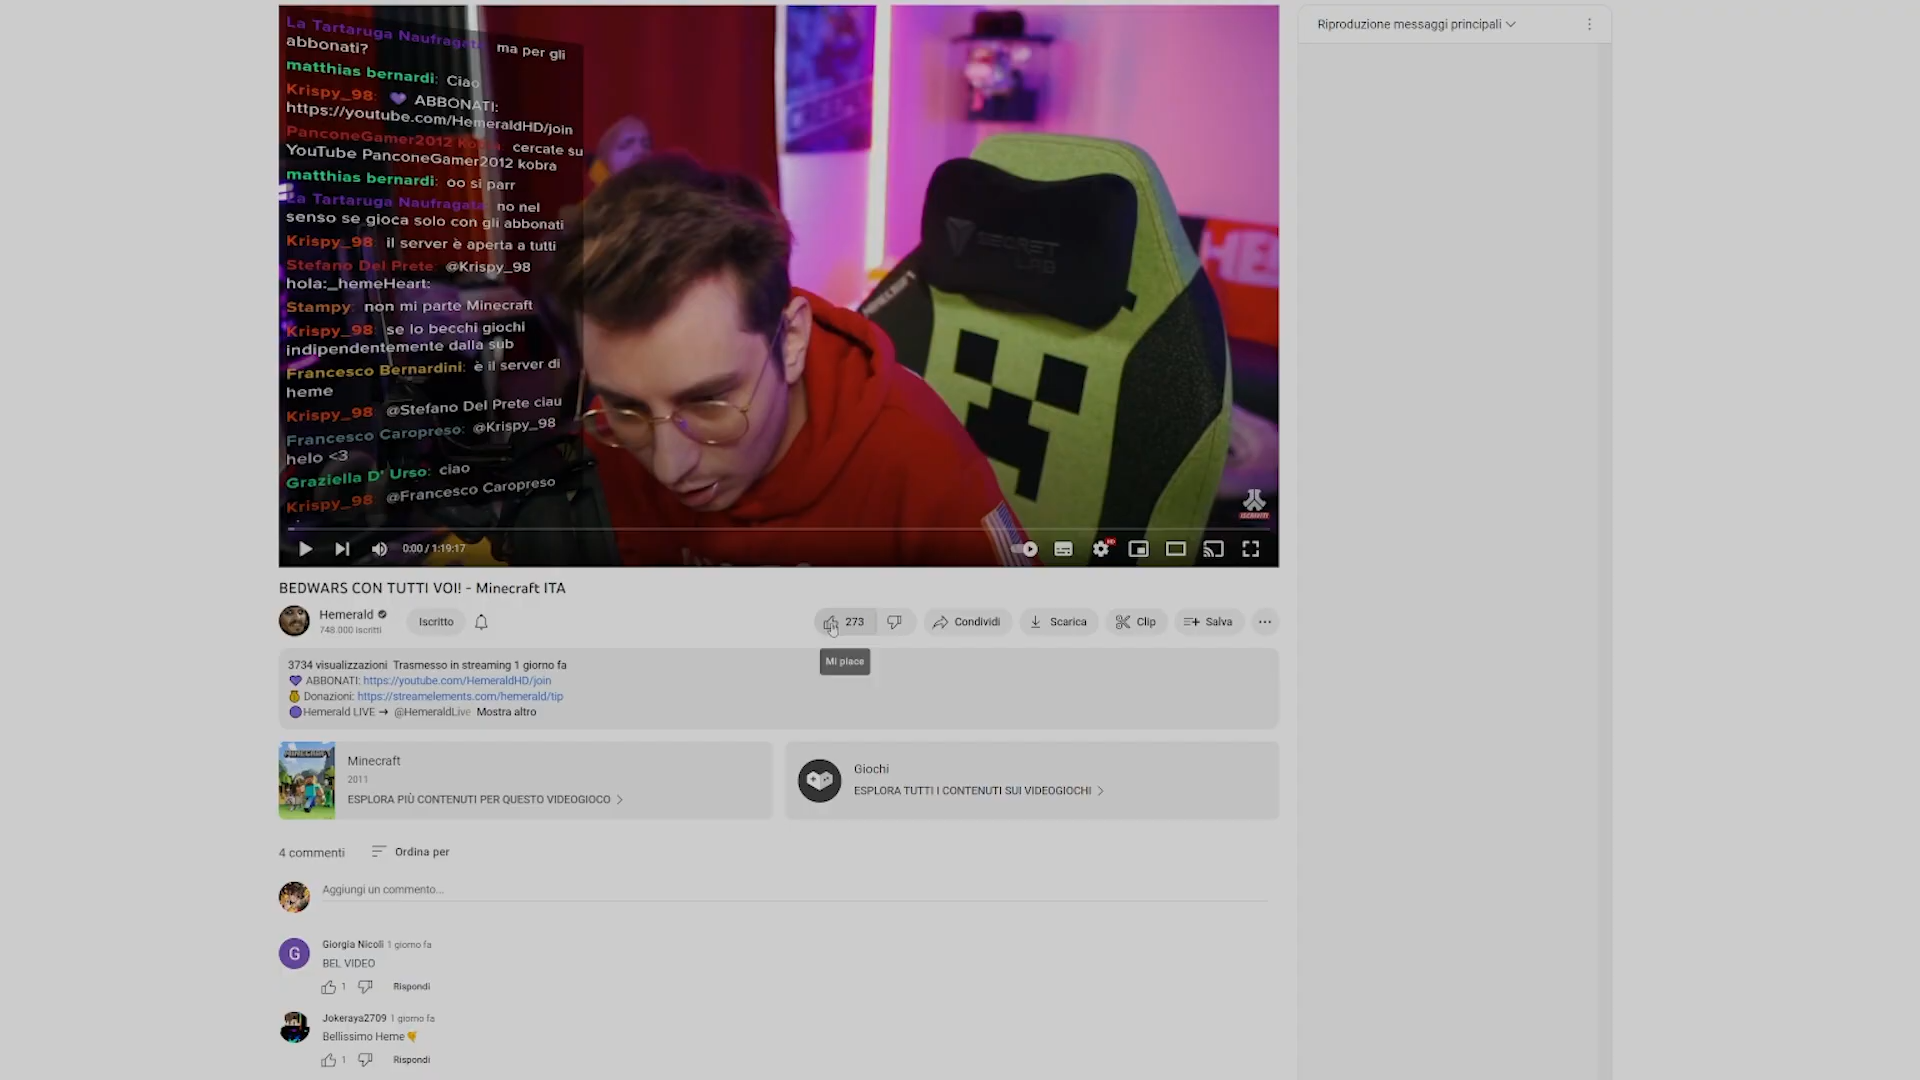 La Tartaruga Naufragata ma per gli
abbonati?
matthias bernardi: Ciao
Krispy_98: 💜 ABBONATI:
https://youtube.com/HemeraldHD/join
PanconeGamer2012 Kobra cercate su
YouTube PanconeGamer2012 kobra
matthias bernardi: oo si parr
La Tartaruga Naufragata no nel
senso se gioca solo con gli abbonati
Krispy_98: il server è aperta a tutti
Stefano Del Prete: @Krispy_98
hola:_hemeHeart:
Stampy: non mi parte Minecraft
Krispy_98: se lo becchi giochi
indipendentemente dalla sub
Francesco Bernardini: è il server di
heme
Krispy_98: @Stefano Del Prete ciau
Francesco Caropreso: @Krispy_98
helo <3
Graziella D' Urso: ciao
Krispy_98: @Francesco Caropreso
SECRET
LAB
MINECRAFT
HE
ISCRIVITI
0:00 / 1:19:17
HD
Riproduzione messaggi principali
BEDWARS CON TUTTI VOI! - Minecraft ITA
Hemerald
748.000 iscritti
Iscritto
273
Condividi
Scarica
Clip
Salva
Mi piace
3734 visualizzazioni Trasmesso in streaming 1 giorno fa
💜 ABBONATI: https://youtube.com/HemeraldHD/join
💰 Donazioni: https://streamelements.com/hemerald/tip
🟣Hemerald LIVE → @HemeraldLive Mostra altro
MINECRAFT
Minecraft
2011
ESPLORA PIÙ CONTENUTI PER QUESTO VIDEOGIOCO
Giochi
ESPLORA TUTTI I CONTENUTI SUI VIDEOGIOCHI
4 commenti
Ordina per
Aggiungi un commento...
G
Giorgia Nicoli 1 giorno fa
BEL VIDEO
1
Rispondi
Jokeraya2709 1 giorno fa
Bellissimo Heme
1
Rispondi